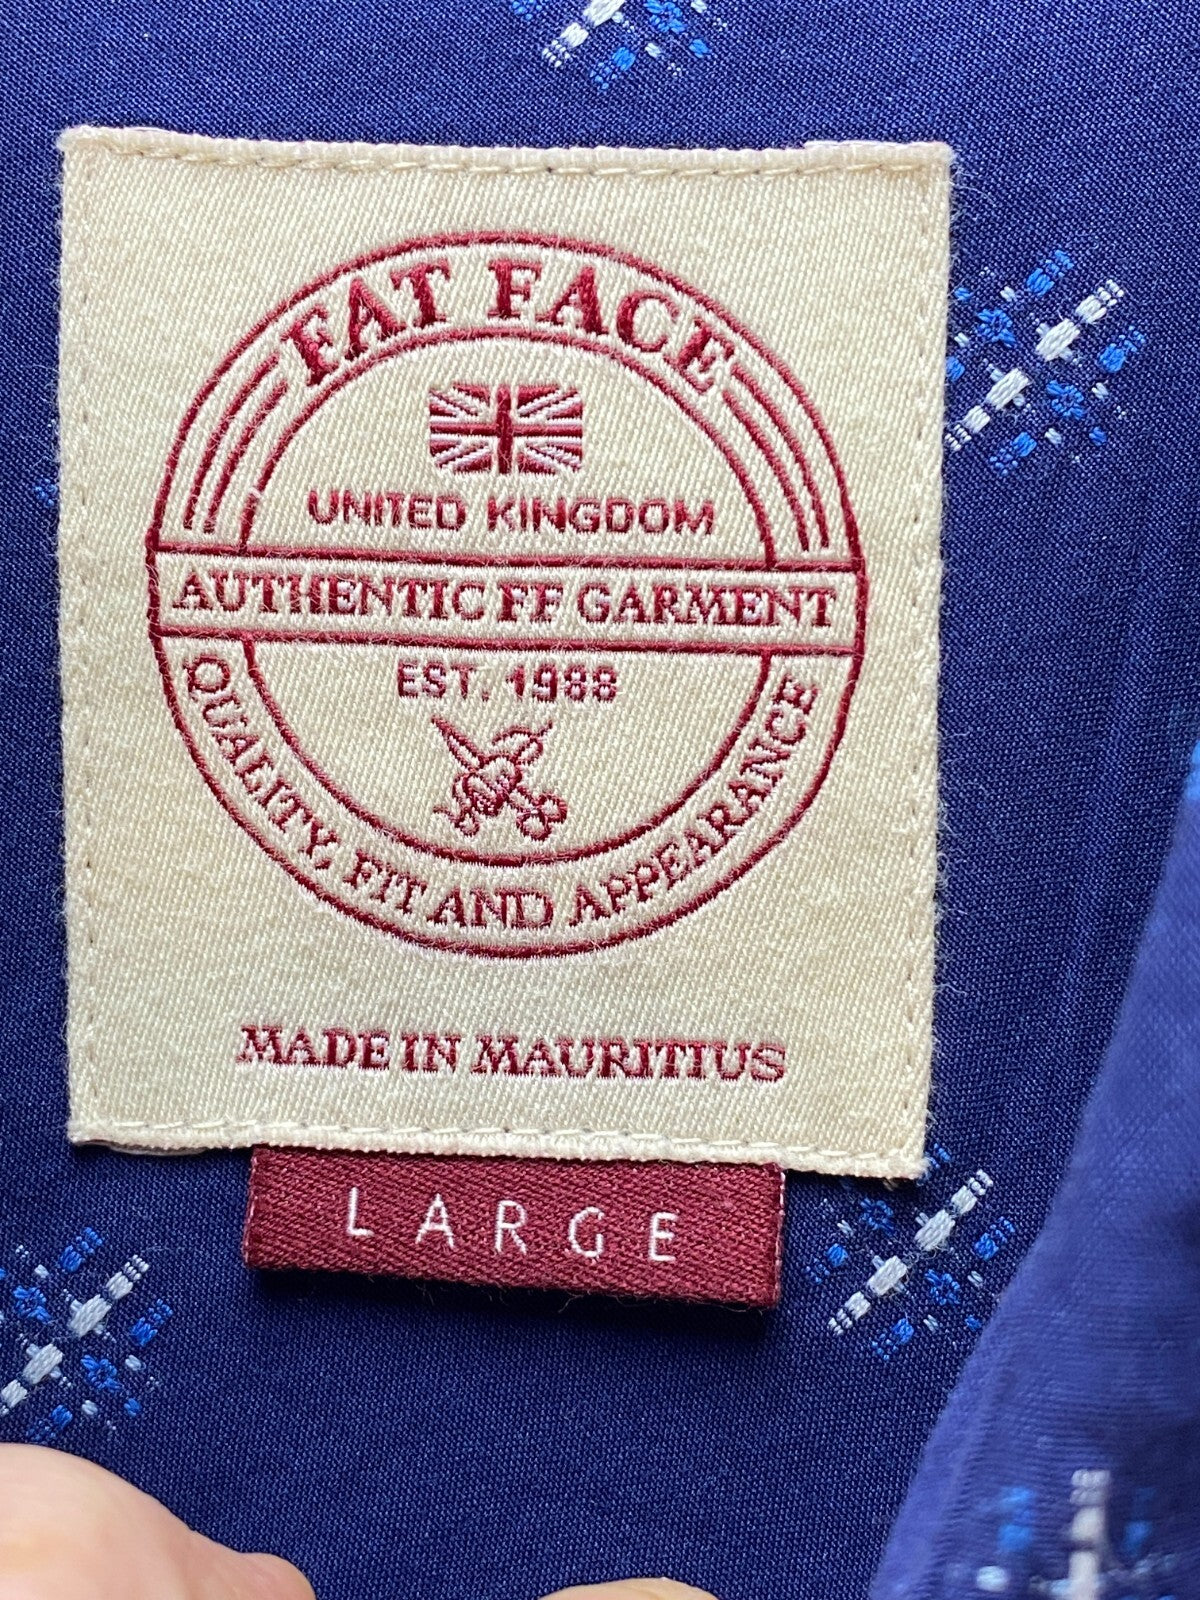 FAT FACE
UNITED KINGDOM
AUTHENTIC FF GARMENT
EST. 1988
QUALITY, FIT AND APPEARANCE
MADE IN MAURITIUS
LARGE